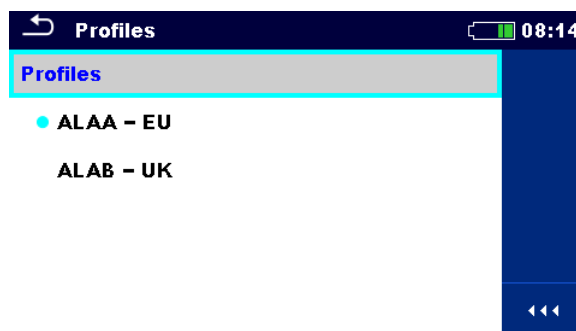 Profiles 08:14
Profiles
ALAA – EU
ALAB – UK